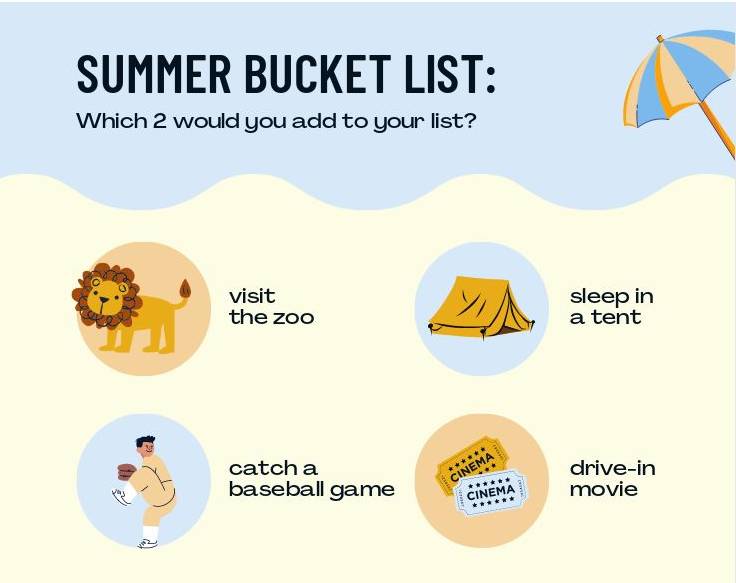 SUMMER BUCKET LIST:
Which 2 would you add to your list?
visit
the zoo
sleep in
a tent
catch a
baseball game
CINEMA
CINEMA
drive-in
movie